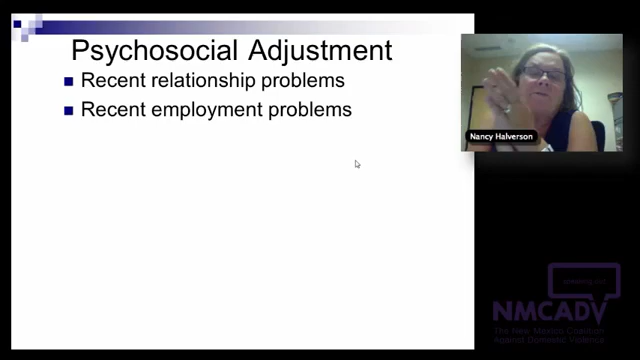 Psychosocial Adjustment
Recent relationship problems
Recent employment problems
Nancy Halverson
NMCADV
The New Mexico Coalition
Against Domestic Violence